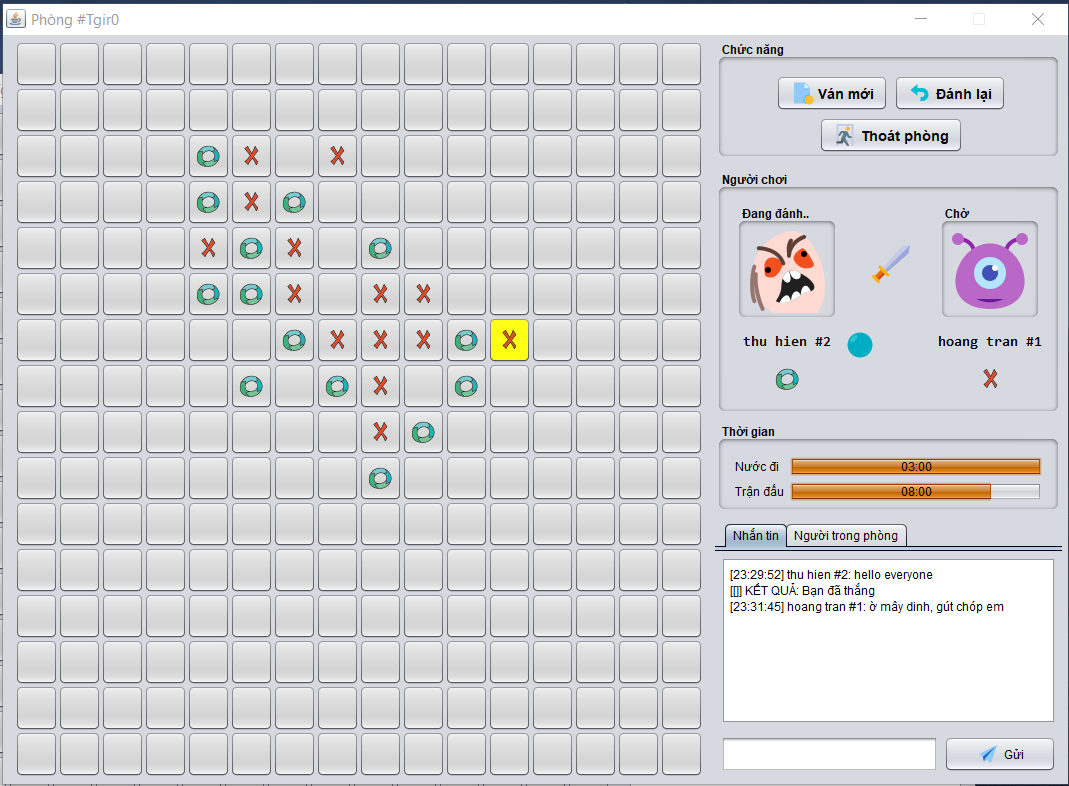 Phòng #Tgir0
Chức năng
Ván mới
Đánh lại
Thoát phòng
Người chơi
Đang đánh..
Chờ
thu hien #2
hoang tran #1
Thời gian
Nước đi
03:00
Trận đấu
08:00
Nhắn tin
Người trong phòng
[23:29:52] thu hien #2: hello everyone
[[]] KẾT QUẢ: Bạn đã thắng
[23:31:45] hoang tran #1: ờ mây dinh, gút chóp em
Gửi